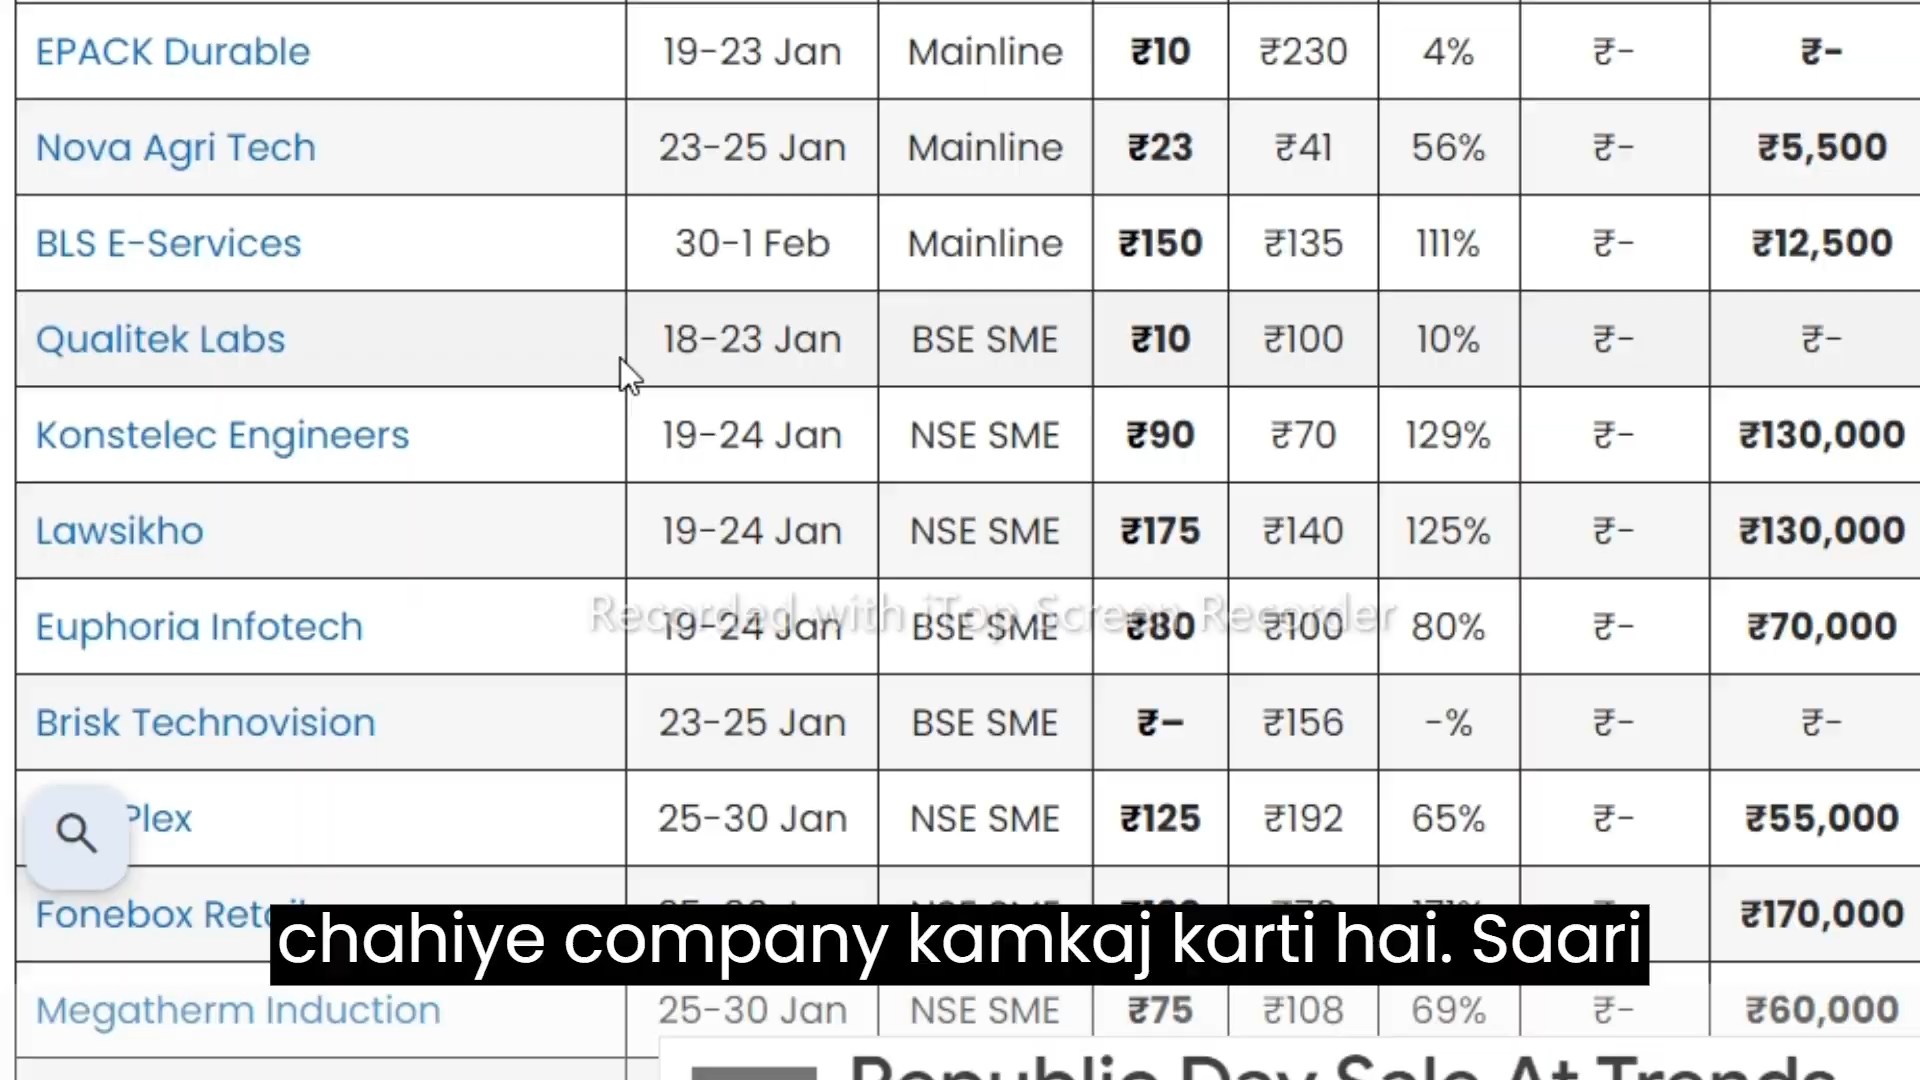 EPACK Durable 19-23 Jan Mainline ₹10 ₹230 4% ₹- ₹-
Nova Agri Tech 23-25 Jan Mainline ₹23 ₹41 56% ₹- ₹5,500
BLS E-Services 30-1 Feb Mainline ₹150 ₹135 111% ₹- ₹12,500
Qualitek Labs 18-23 Jan BSE SME ₹10 ₹100 10% ₹- ₹-
Konstelec Engineers 19-24 Jan NSE SME ₹90 ₹70 129% ₹- ₹130,000
Lawsikho 19-24 Jan NSE SME ₹175 ₹140 125% ₹- ₹130,000
Recorded with iTop Screen Recorder
Euphoria Infotech 19-24 Jan BSE SME ₹80 ₹100 80% ₹- ₹70,000
Brisk Technovision 23-25 Jan BSE SME ₹- ₹156 -% ₹- ₹-
Plex 25-30 Jan NSE SME ₹125 ₹192 65% ₹- ₹55,000
Fonebox ₹170,000
chahiye company kamkaj karti hai. Saari
Megatherm Induction 25-30 Jan NSE SME ₹75 ₹108 69% ₹- ₹60,000
Republic Day Sale At Trends